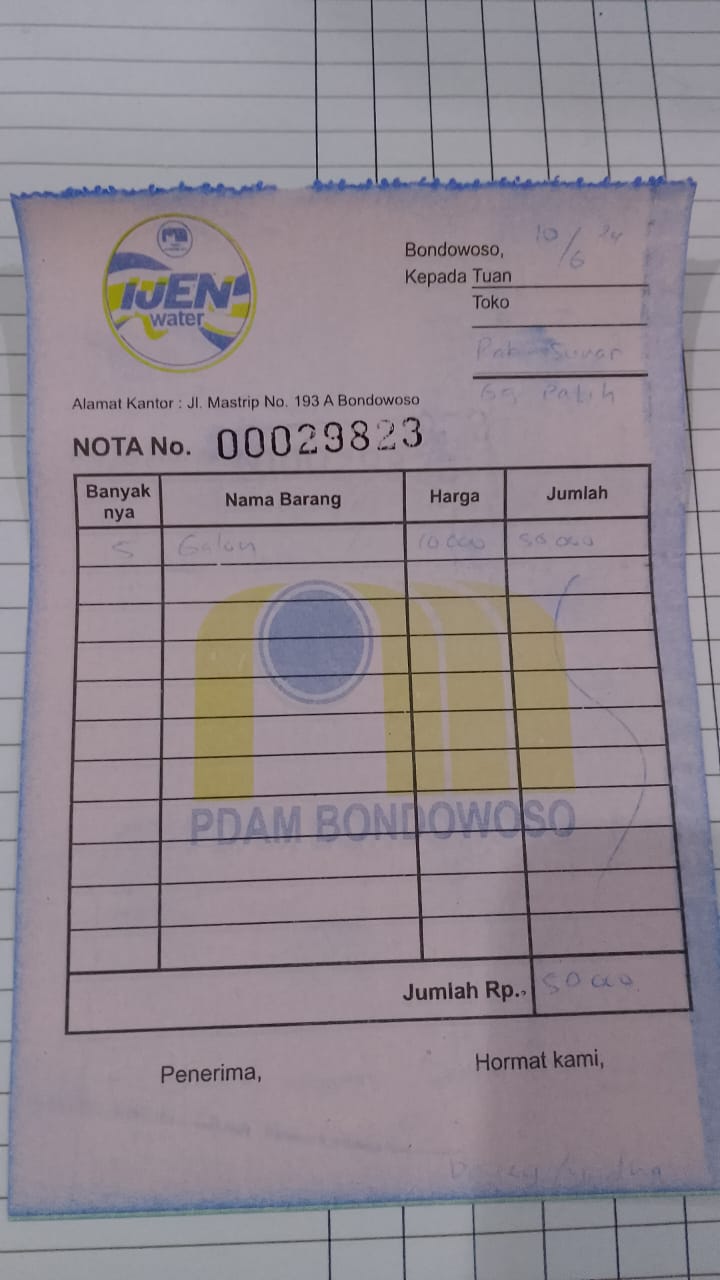 IJEN
water
Bondowoso, 10/6 24
Kepada Tuan
Toko
Pak
Gg Patih
Alamat Kantor : Jl. Mastrip No. 193 A Bondowoso
NOTA No. 00029823
Banyak nya Nama Barang Harga Jumlah
5 Galon 10.000 50.000
PDAM BONDOWOSO
Jumlah Rp. 50.000
Penerima, Hormat kami,